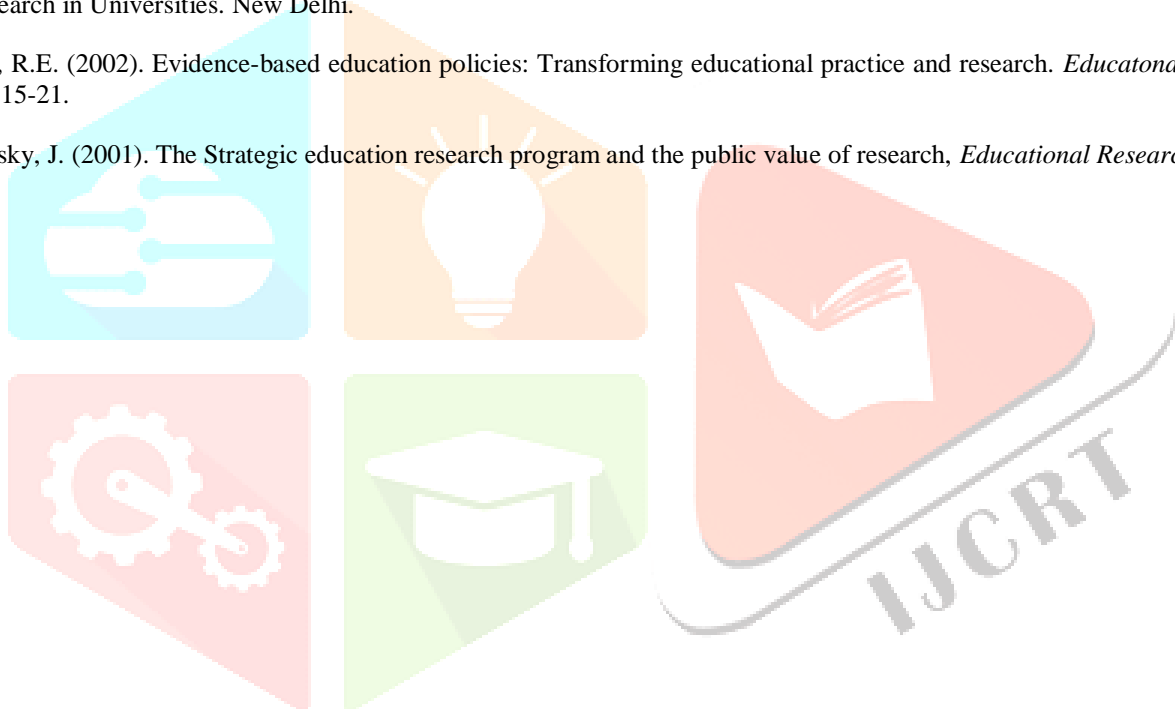 earch in Universities. New Delhi.
, R.E. (2002). Evidence-based education policies: Transforming educational practice and research. Educatona
15-21.
sky, J. (2001). The Strategic education research program and the public value of research, Educational Researc
IJCRT